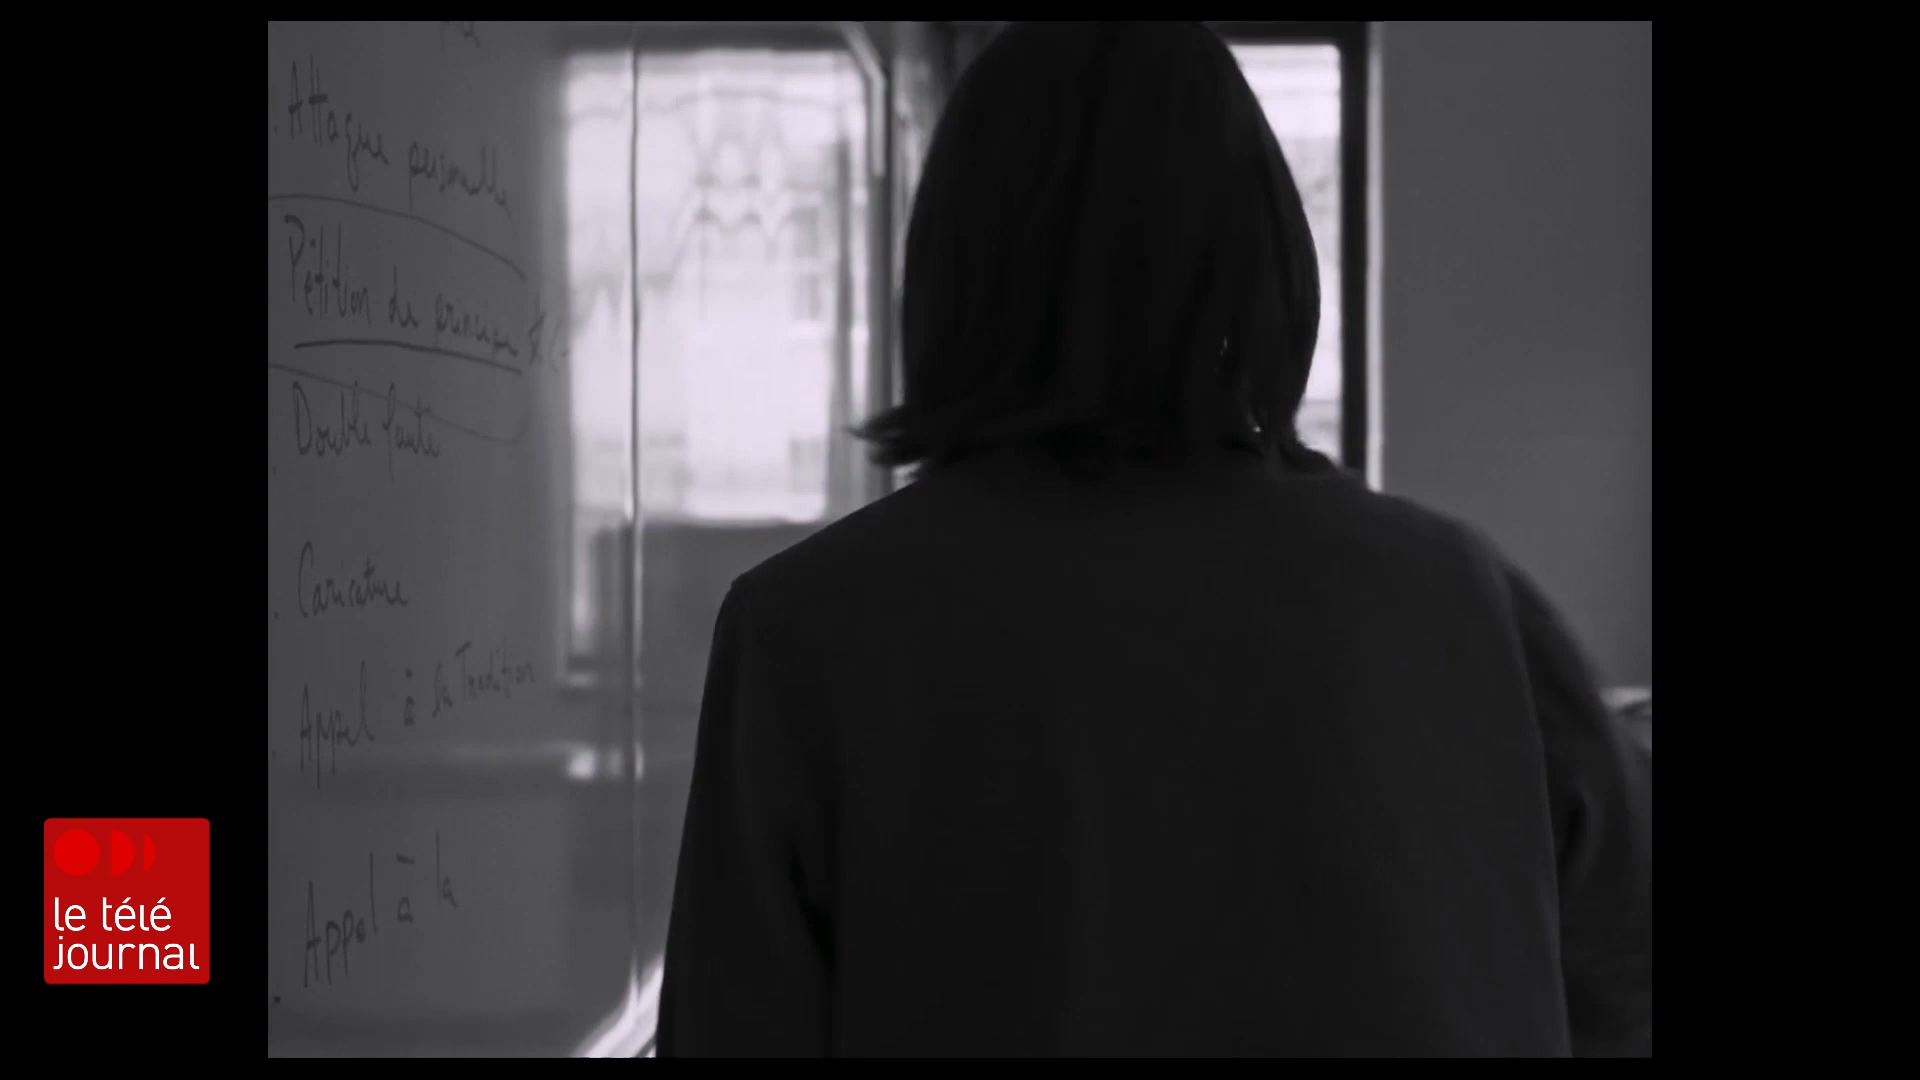 Attaque personnelle
Pétition de principe
Double faute
Caricature
Appel à la Tradition
Appel à la
le télé
journal